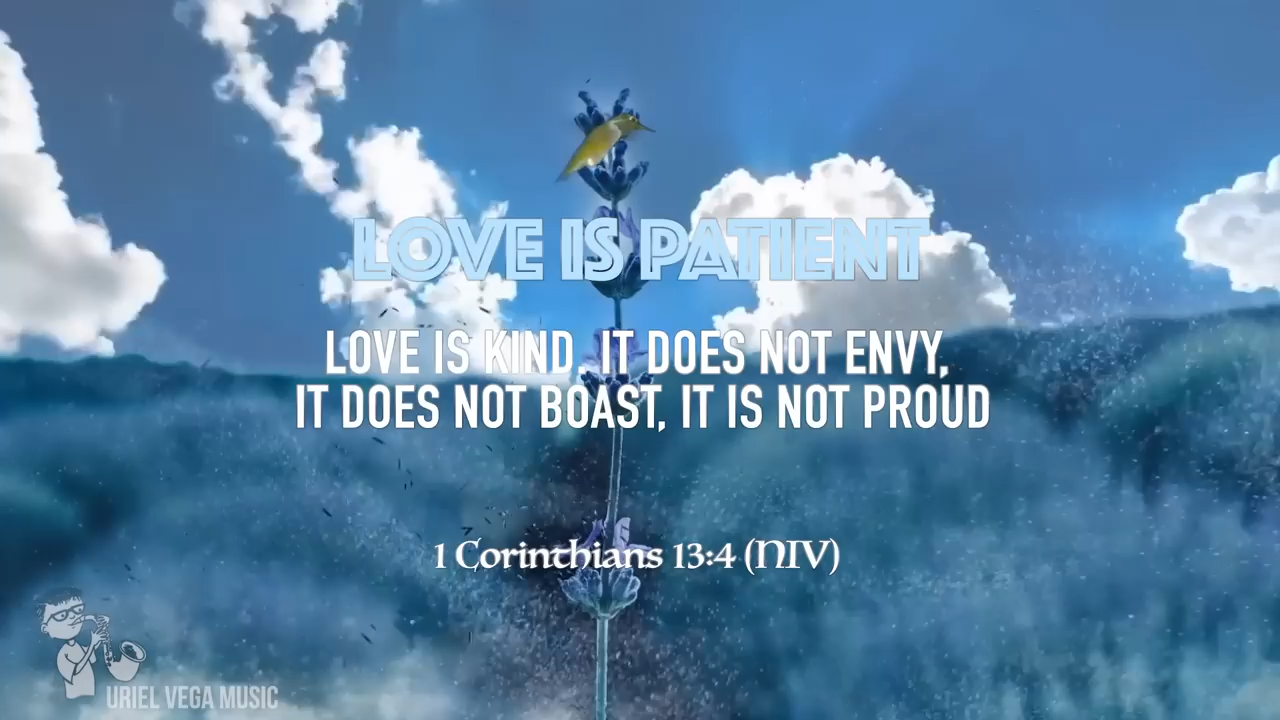 LOVE IS PATIENT
LOVE IS KIND. IT DOES NOT ENVY,
IT DOES NOT BOAST, IT IS NOT PROUD
1 Corinthians 13:4 (NIV)
URIEL VEGA MUSIC